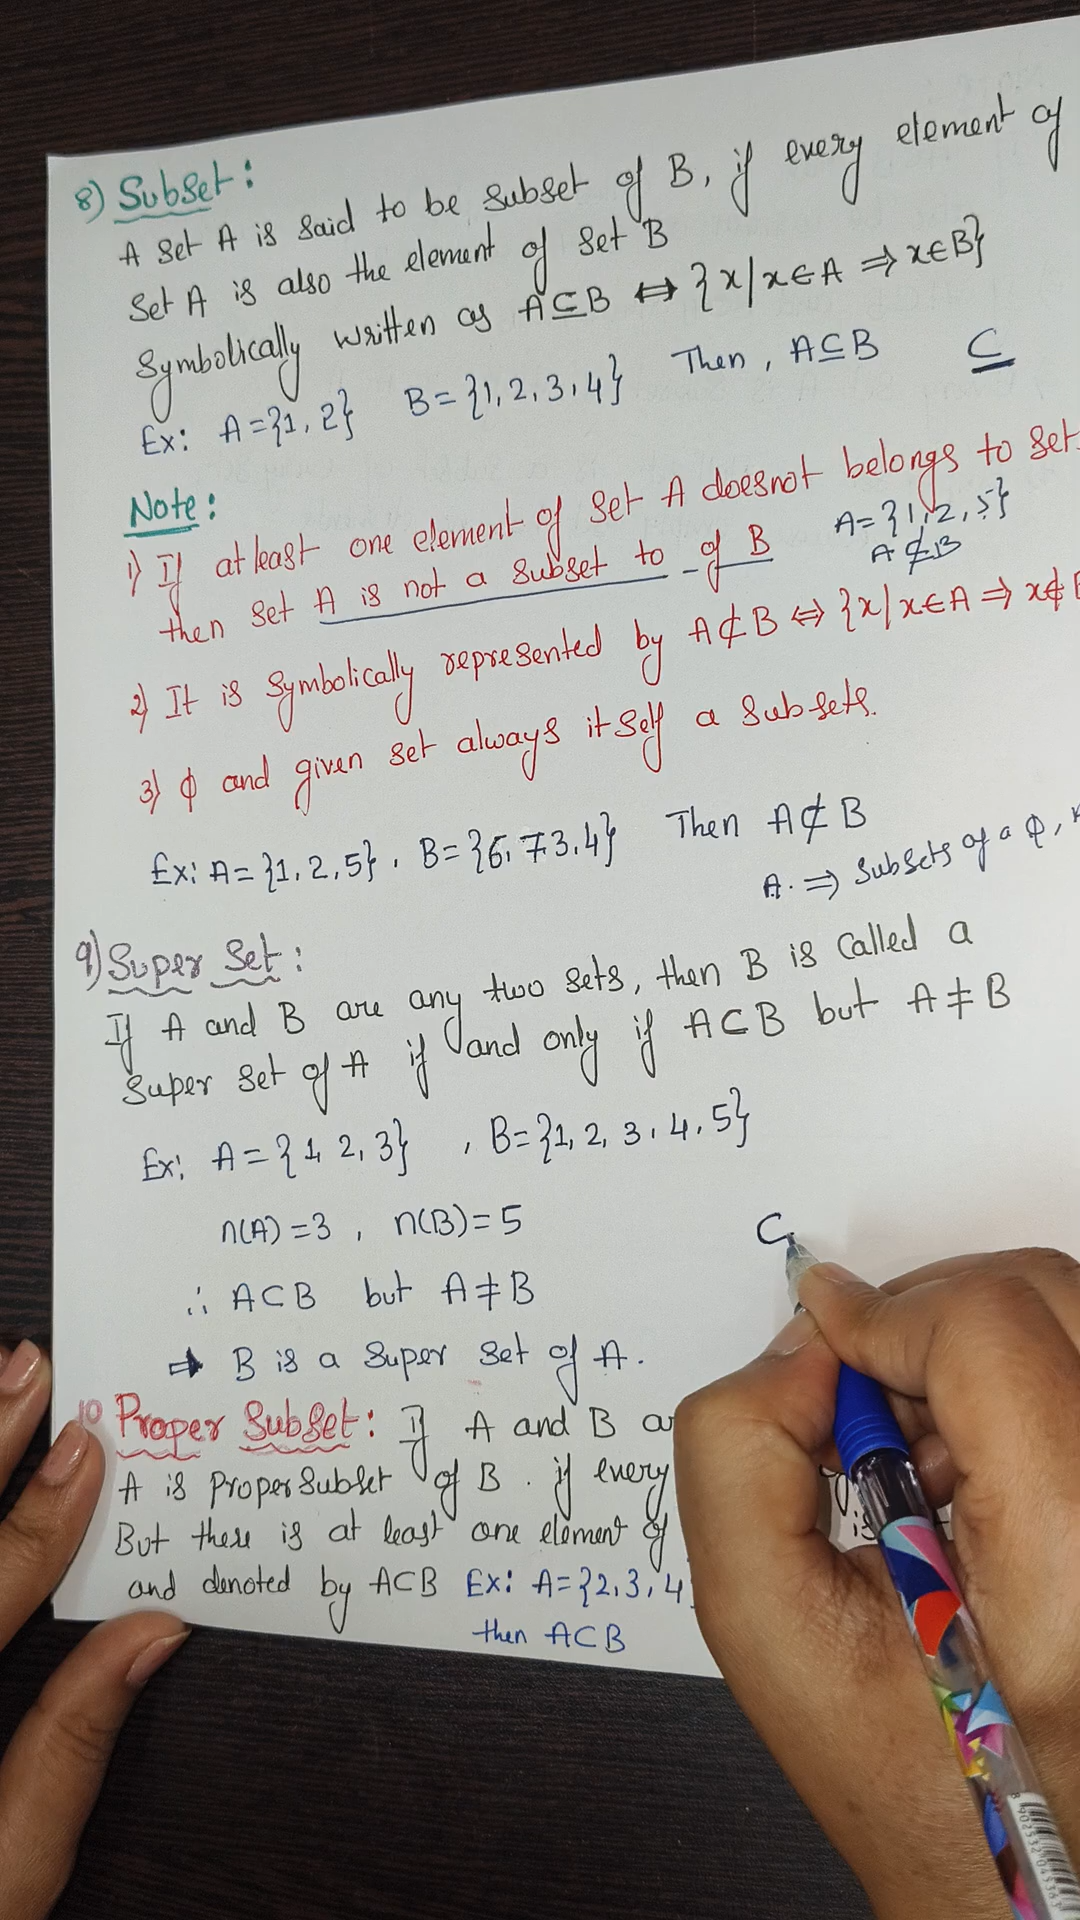 8) Subset:
A set A is said to be subset of B, if every element of
Set A is also the element of set B
Symbolically written as A⊆B ⇔ {x/x∈A ⇒ x∈B}
Ex: A={1, 2} B={1, 2, 3, 4} Then, A⊆B ⊆
Note:
1) If at least one element of set A doesnot belongs to set
then set A is not a subset to - of B
A={1, 2, 5}
A⊄B
2) It is symbolically represented by A⊄B ⇔ {x/x∈A ⇒ x∉B
3) ϕ and given set always itself a subsets.
Ex: A={1, 2, 5}, B={6, 7 3, 4} Then A⊄B
A. ⇒ Subsets of a ϕ,
9) Super Set:
If A and B are any two sets, then B is called a
super set of A if and only if A⊂B but A≠B
Ex: A={1, 2, 3}, B={1, 2, 3, 4, 5}
n(A)=3, n(B)=5
∴ A⊂B but A≠B
⇒ B is a super set of A.
10 Proper Subset: If A and B
A is Proper subset of B. if every
But there is at least one element of
is
and denoted by A⊂B Ex: A={2, 3, 4
then A⊂B
C
8902332043363